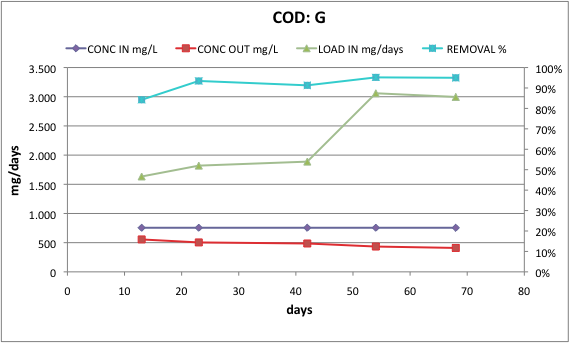 COD: G
CONC IN mg/L CONC OUT mg/L LOAD IN mg/days REMOVAL %
3.500 100%
3.000 90%
2.500 80%
2.000 70%
1.500 60%
1.000 50%
500 40%
0 30%
20%
10%
0%
mg/days
0 10 20 30 40 50 60 70 80
days